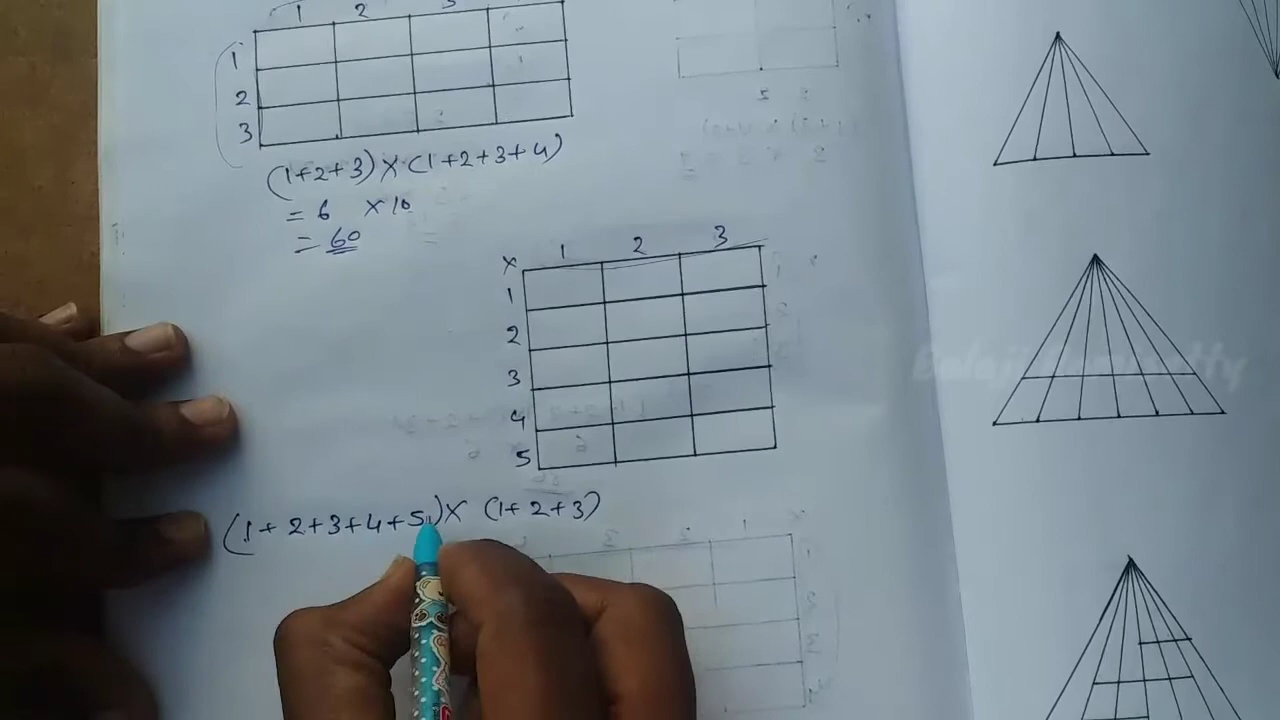 1 2 3
1
2
3
(1+2+3) X (1+2+3+4)
= 6 X 10
= 60
X 1 2 3
1
2
3
4
5
(1+ 2+3+4+5) X (1+ 2+3)